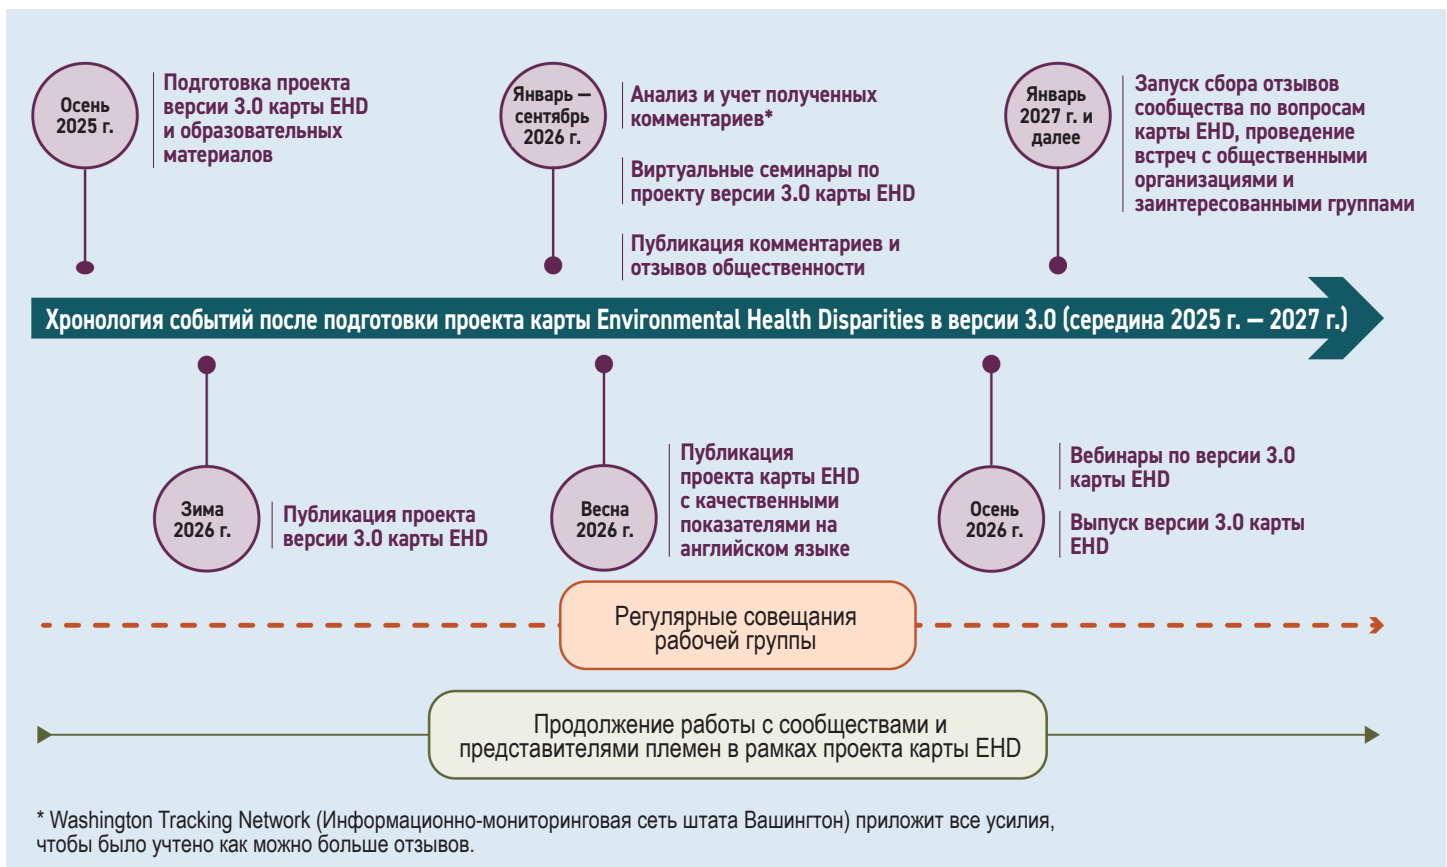 Осень
2025 г.
Подготовка проекта
версии 3.0 карты EHD
и образовательных
материалов
Январь —
сентябрь
2026 г.
Анализ и учет полученных
комментариев*
Виртуальные семинары по
проекту версии 3.0 карты EHD
Публикация комментариев и
отзывов общественности
Январь
2027 г. и
далее
Запуск сбора отзывов
сообщества по вопросам
карты EHD, проведение
встреч с общественными
организациями и
заинтересованными группами
Хронология событий после подготовки проекта карты Environmental Health Disparities в версии 3.0 (середина 2025 г. — 2027 г.)
Зима
2026 г.
Публикация проекта
версии 3.0 карты EHD
Весна
2026 г.
Публикация
проекта карты EHD
с качественными
показателями на
английском языке
Осень
2026 г.
Вебинары по версии 3.0
карты EHD
Выпуск версии 3.0 карты
EHD
Регулярные совещания
рабочей группы
Продолжение работы с сообществами и
представителями племен в рамках проекта карты EHD
* Washington Tracking Network (Информационно-мониторинговая сеть штата Вашингтон) приложит все усилия,
чтобы было учтено как можно больше отзывов.